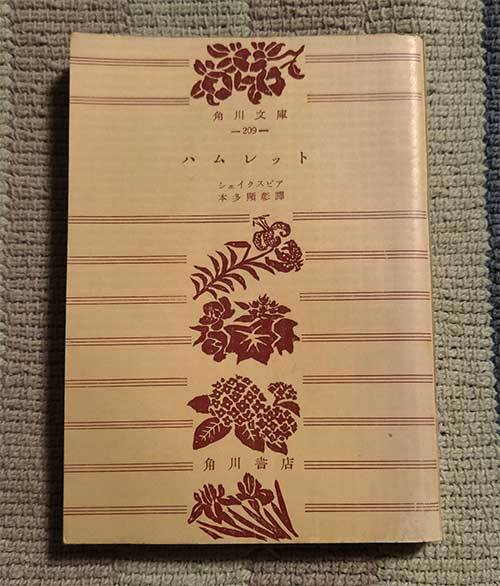 角川文庫
—209—
ハムレット
シェイクスピア
本多顯彰譯
角川書店